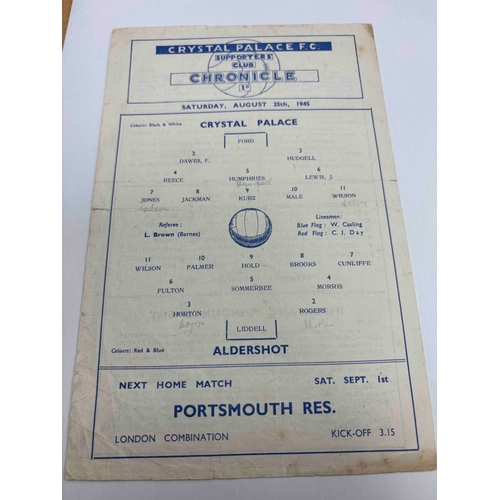 CRYSTAL PALACE F.C.
SUPPORTERS
CLUB
CHRONICLE
1D
SATURDAY, AUGUST 25th, 1945
Colours: Black & White CRYSTAL PALACE
FORD
2 3
DAWES, F. HUDGELL
4 5 6
REECE HUMPHRIES LEWIS, J.
7 8 9 10 11
JONES JACKMAN KURZ MALE WILSON
Referee: Linesmen:
L. Brown (Barnes) Blue Flag: W. Casling
Red Flag: C. J. Day
11 10 9 8 7
WILSON PALMER HOLD BROOKS CUNLIFFE
6 5 4
FULTON SOMMERBEE MORRIS
3 2
HORTON ROGERS
Rogers
LIDDELL
Colours: Red & Blue ALDERSHOT
NEXT HOME MATCH SAT. SEPT. 1st
PORTSMOUTH RES.
LONDON COMBINATION KICK-OFF 3.15